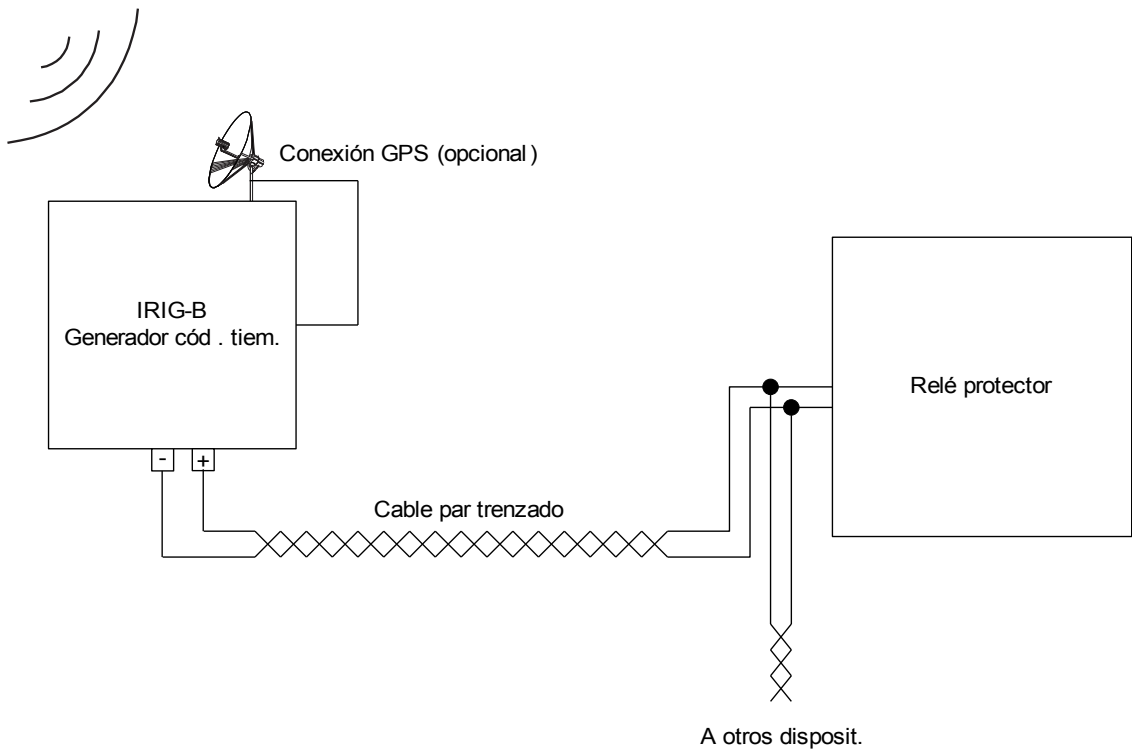 Conexión GPS (opcional)
IRIG-B
Generador cód . tiem.
Relé protector
- +
Cable par trenzado
A otros disposit.